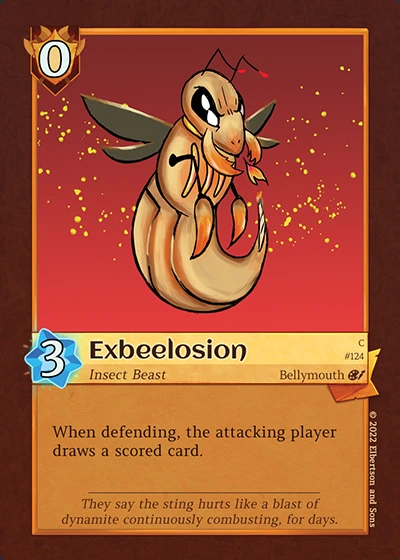 0
3
Exbeelosion
C
#124
Insect Beast
Bellymouth
When defending, the attacking player
draws a scored card.
They say the sting hurts like a blast of
dynamite continuously combusting, for days.
© 2022 Elbertson and Sons